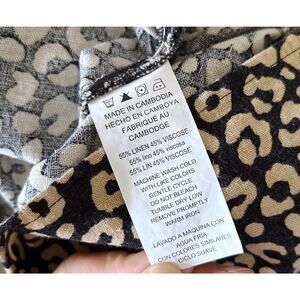 MADE IN CAMBODIA
HECHO EN CAMBOYA
FABRIQUÉ AU
CAMBODGE
55% LINEN 45% VISCOSE
55% lino 45% viscosa
55% LIN 45% VISCOSE
MACHINE WASH COLD
WITH LIKE COLORS
GENTLE CYCLE
DO NOT BLEACH
TUMBLE DRY LOW
REMOVE PROMPTLY
WARM IRON
LAVADO A MAQUINA CON
AGUA FRIA
CON COLORES SIMILARES
CICLO SUAVE